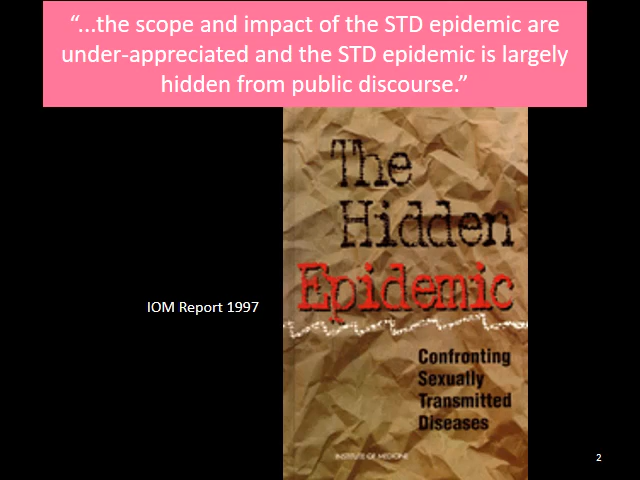 “...the scope and impact of the STD epidemic are
under-appreciated and the STD epidemic is largely
hidden from public discourse.”
The
Hidden
Epidemic
IOM Report 1997
Confronting
Sexually
Transmitted
Diseases
INSTITUTE OF MEDICINE
2